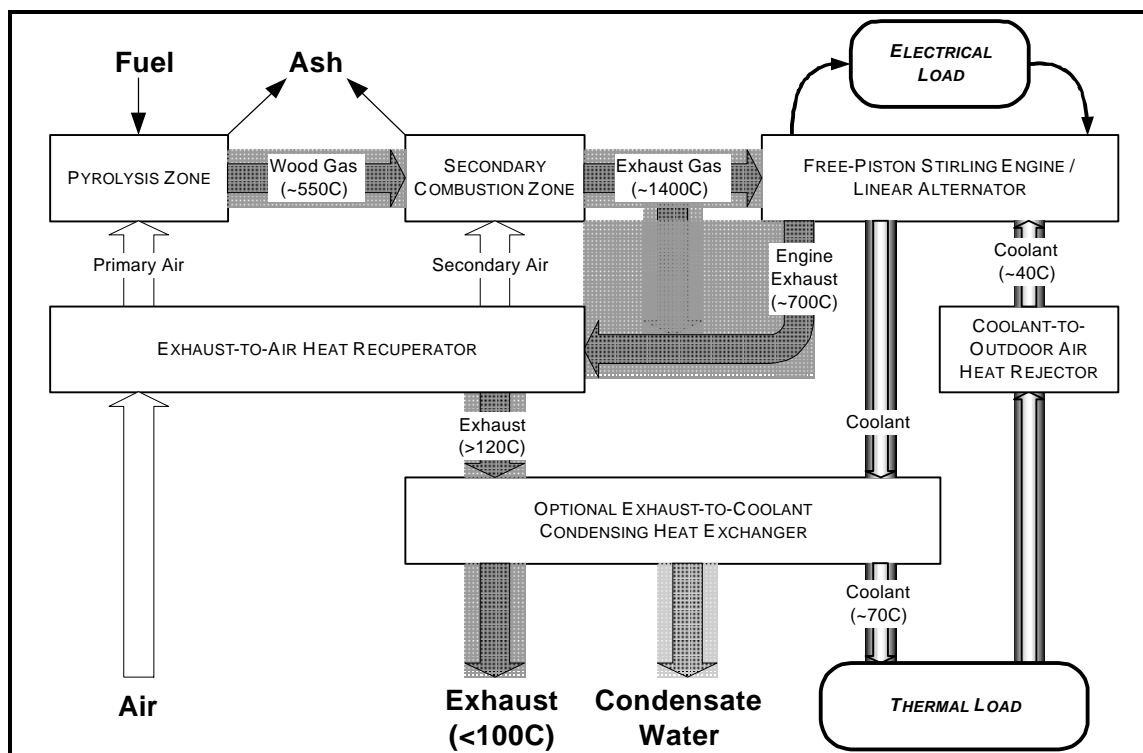 Fuel
Ash
ELECTRICAL
LOAD
PYROLYSIS ZONE
Wood Gas
(~550C)
SECONDARY
COMBUSTION ZONE
Exhaust Gas
(~1400C)
FREE-PISTON STIRLING ENGINE /
LINEAR ALTERNATOR
Primary Air
Secondary Air
Engine
Exhaust
(~700C)
Coolant
(~40C)
EXHAUST-TO-AIR HEAT RECUPERATOR
COOLANT-TO-
OUTDOOR AIR
HEAT REJECTOR
Exhaust
(>120C)
Coolant
OPTIONAL EXHAUST-TO-COOLANT
CONDENSING HEAT EXCHANGER
Coolant
(~70C)
Air
Exhaust
(<100C)
Condensate
Water
THERMAL LOAD